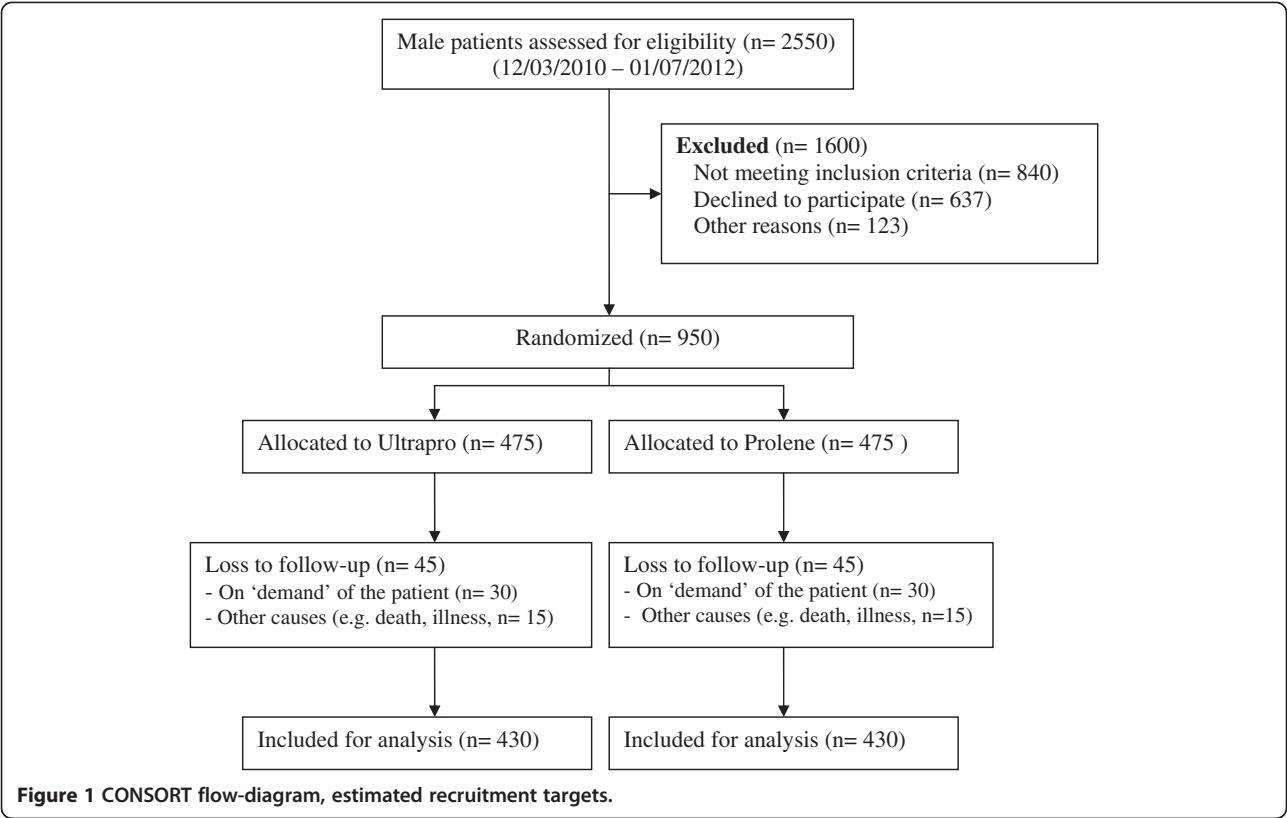 Male patients assessed for eligibility (n= 2550)
(12/03/2010 – 01/07/2012)
Excluded (n= 1600)
Not meeting inclusion criteria (n= 840)
Declined to participate (n= 637)
Other reasons (n= 123)
Randomized (n= 950)
Allocated to Ultrapro (n= 475)
Allocated to Prolene (n= 475 )
Loss to follow-up (n= 45)
- On ‘demand’ of the patient (n= 30)
- Other causes (e.g. death, illness, n= 15)
Loss to follow-up (n= 45)
- On ‘demand’ of the patient (n= 30)
- Other causes (e.g. death, illness, n=15)
Included for analysis (n= 430)
Included for analysis (n= 430)
Figure 1 CONSORT flow-diagram, estimated recruitment targets.